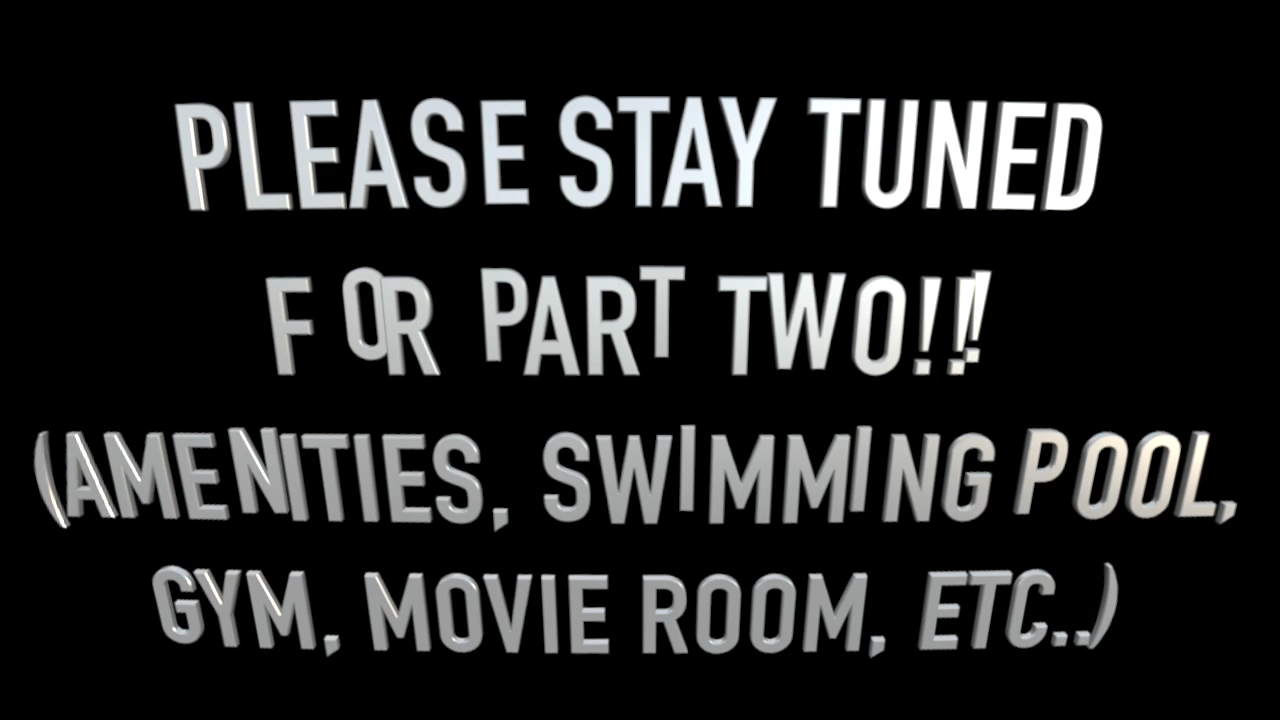 PLEASE STAY TUNED
FOR PART TWO!!!
(AMENITIES, SWIMMING POOL,
GYM, MOVIE ROOM, ETC..)